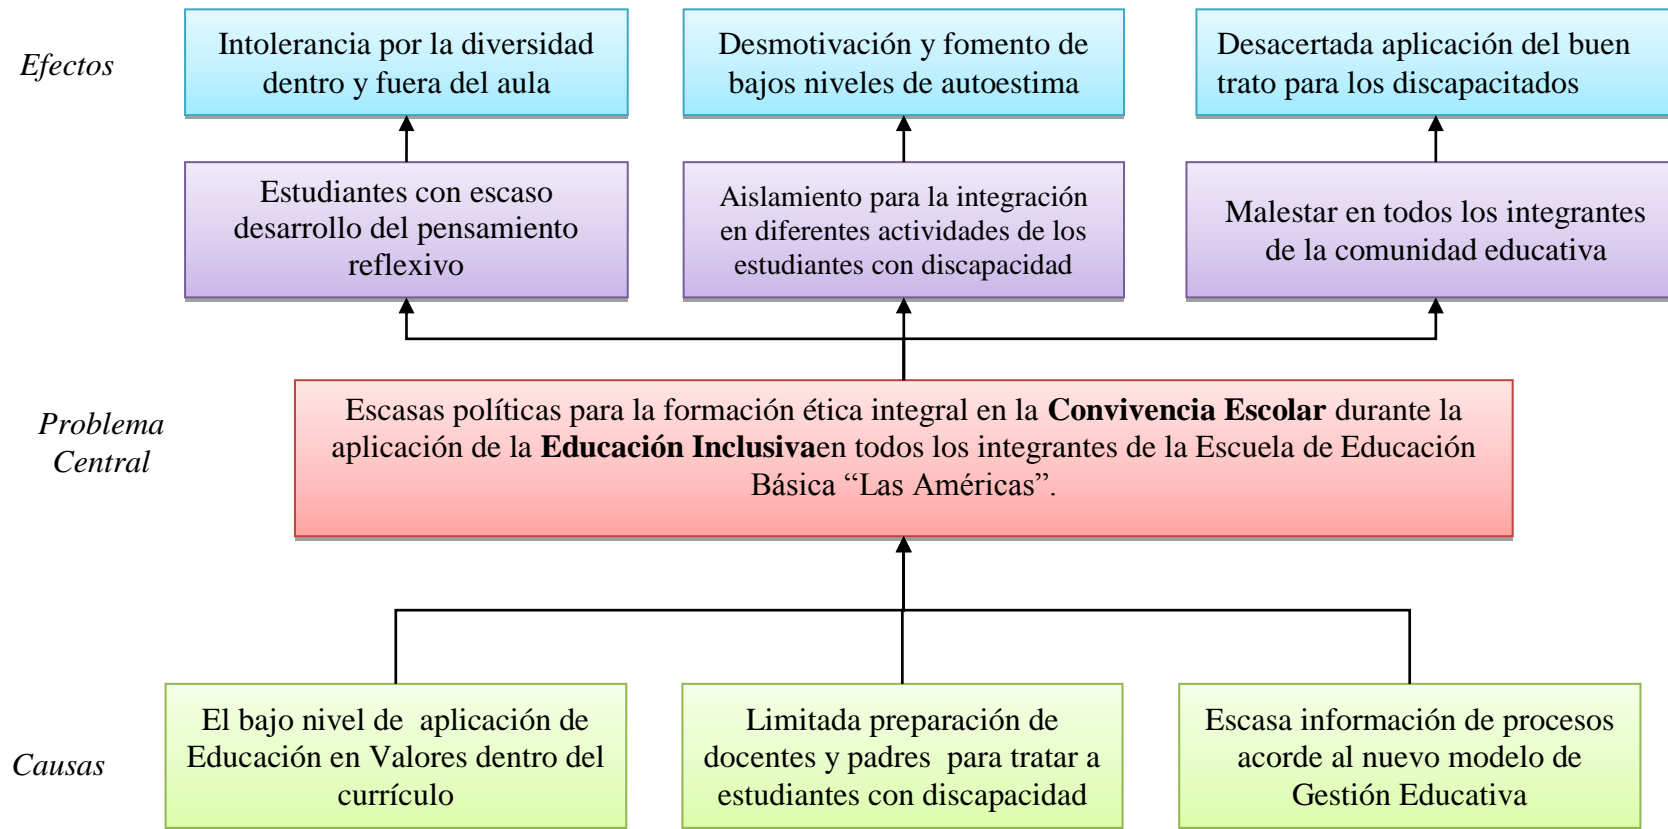 Efectos
Intolerancia por la diversidad
dentro y fuera del aula
Desmotivación y fomento de
bajos niveles de autoestima
Desacertada aplicación del buen
trato para los discapacitados
Estudiantes con escaso
desarrollo del pensamiento
reflexivo
Aislamiento para la integración
en diferentes actividades de los
estudiantes con discapacidad
Malestar en todos los integrantes
de la comunidad educativa
Problema
Central
Escasas políticas para la formación ética integral en la Convivencia Escolar durante la
aplicación de la Educación Inclusivaen todos los integrantes de la Escuela de Educación
Básica “Las Américas”.
Causas
El bajo nivel de  aplicación de
Educación en Valores dentro del
currículo
Limitada preparación de
docentes y padres  para tratar a
estudiantes con discapacidad
Escasa información de procesos
acorde al nuevo modelo de
Gestión Educativa